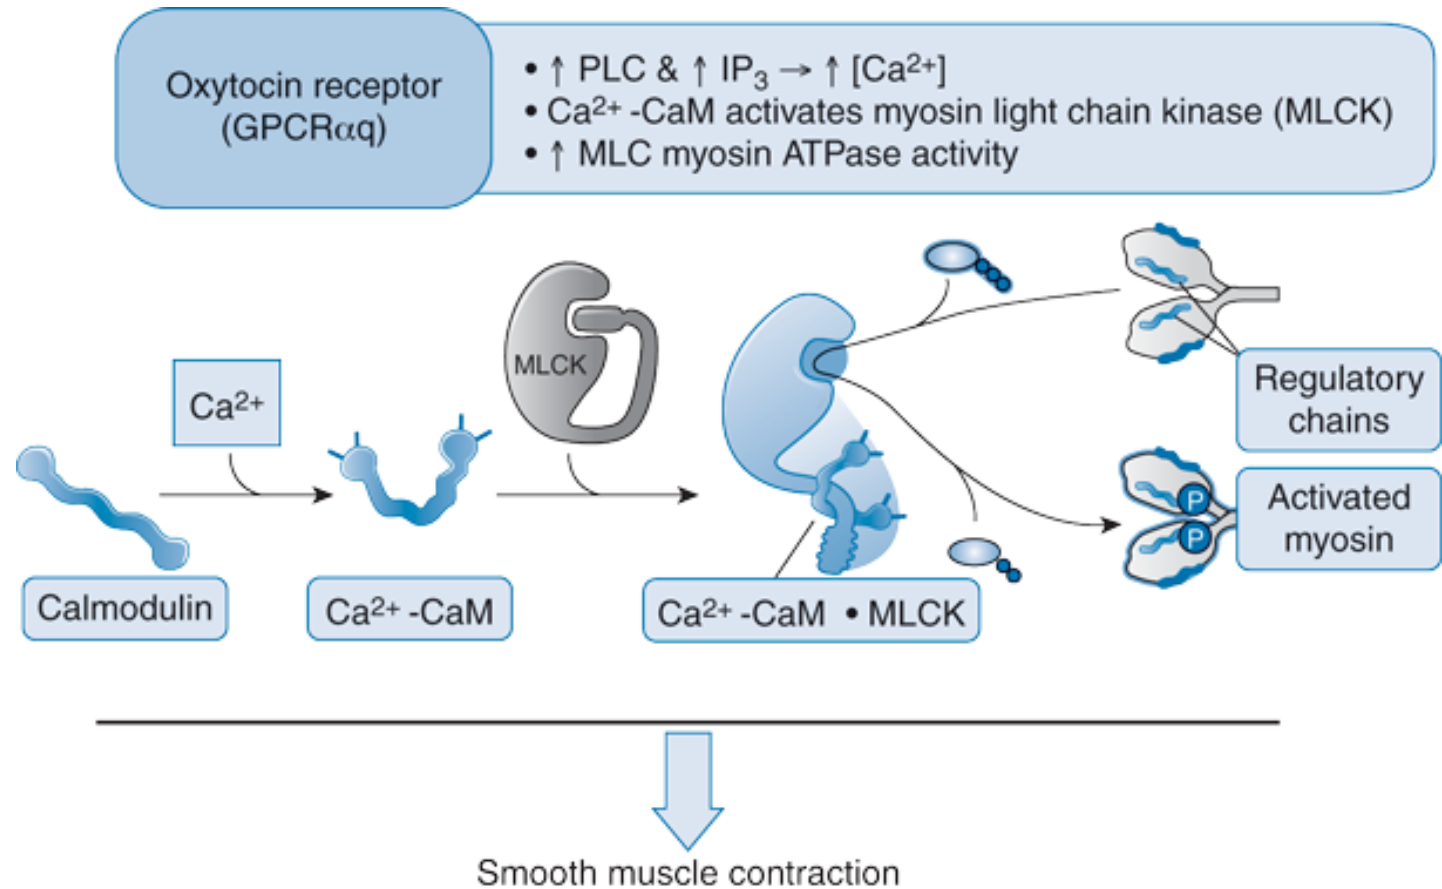 Oxytocin receptor
(GPCRαq)
• ↑ PLC & ↑ IP₃ → ↑ [Ca²⁺]
• Ca²⁺ -CaM activates myosin light chain kinase (MLCK)
• ↑ MLC myosin ATPase activity
MLCK
Ca²⁺
Regulatory
chains
P
P
Activated
myosin
Calmodulin
Ca²⁺ -CaM
Ca²⁺ -CaM • MLCK
Smooth muscle contraction